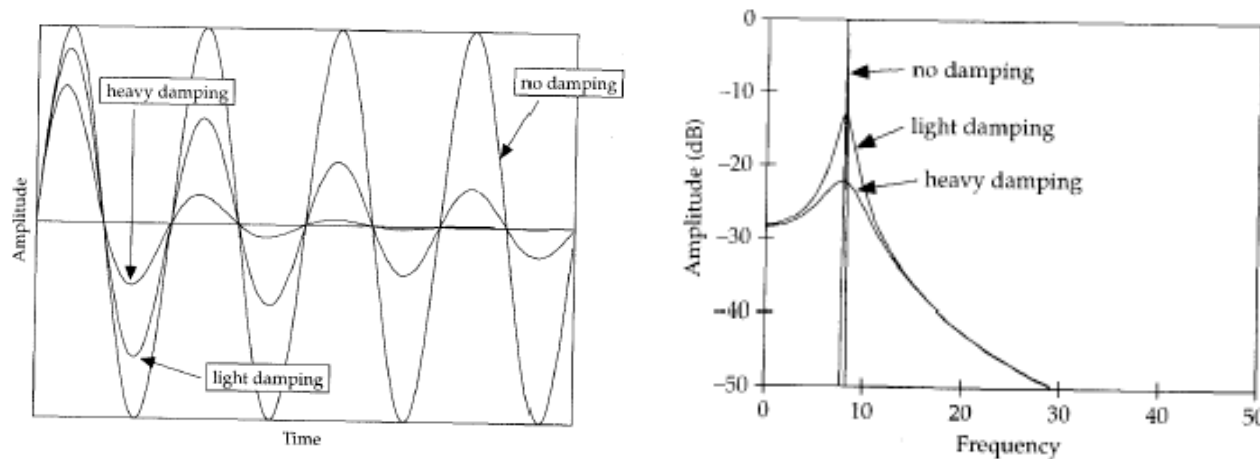 heavy damping
no damping
light damping
Amplitude
Time
0
-10
-20
-30
-40
-50
Amplitude (dB)
no damping
light damping
heavy damping
0
10
20
30
40
50
Frequency